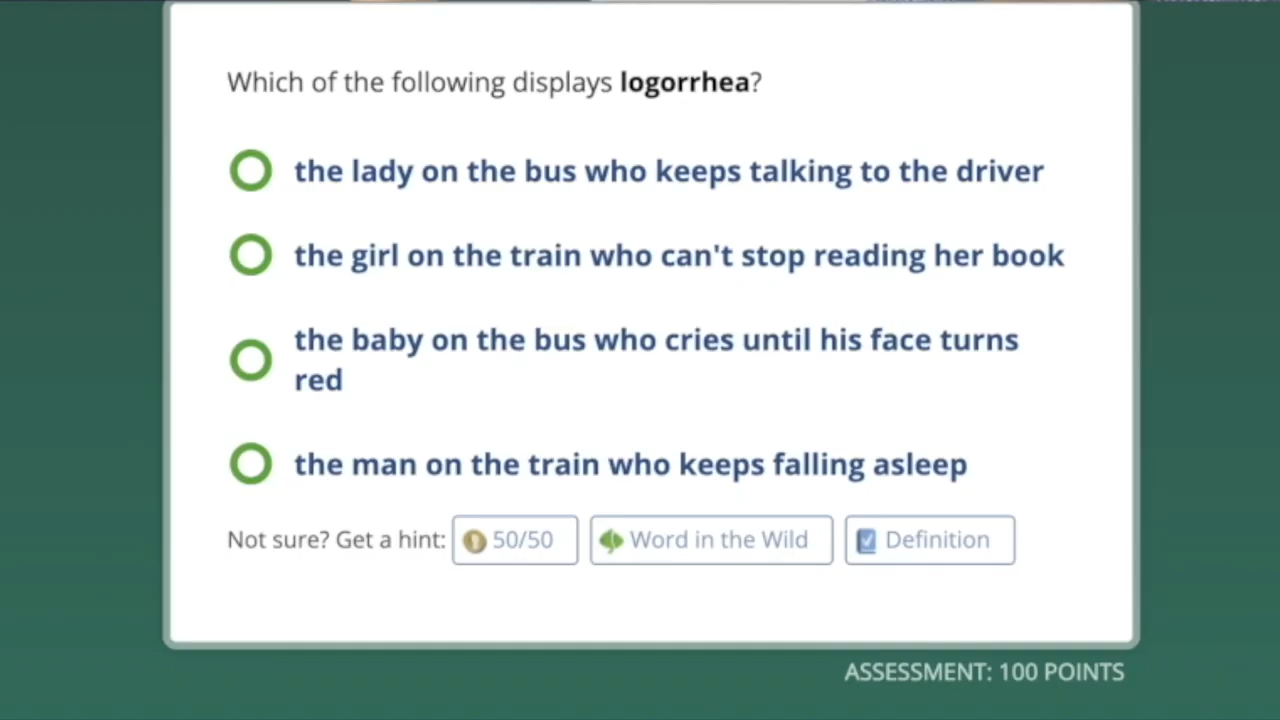 Which of the following displays logorrhea?
the lady on the bus who keeps talking to the driver
the girl on the train who can't stop reading her book
the baby on the bus who cries until his face turns
red
the man on the train who keeps falling asleep
Not sure? Get a hint: 50/50 Word in the Wild Definition
ASSESSMENT: 100 POINTS